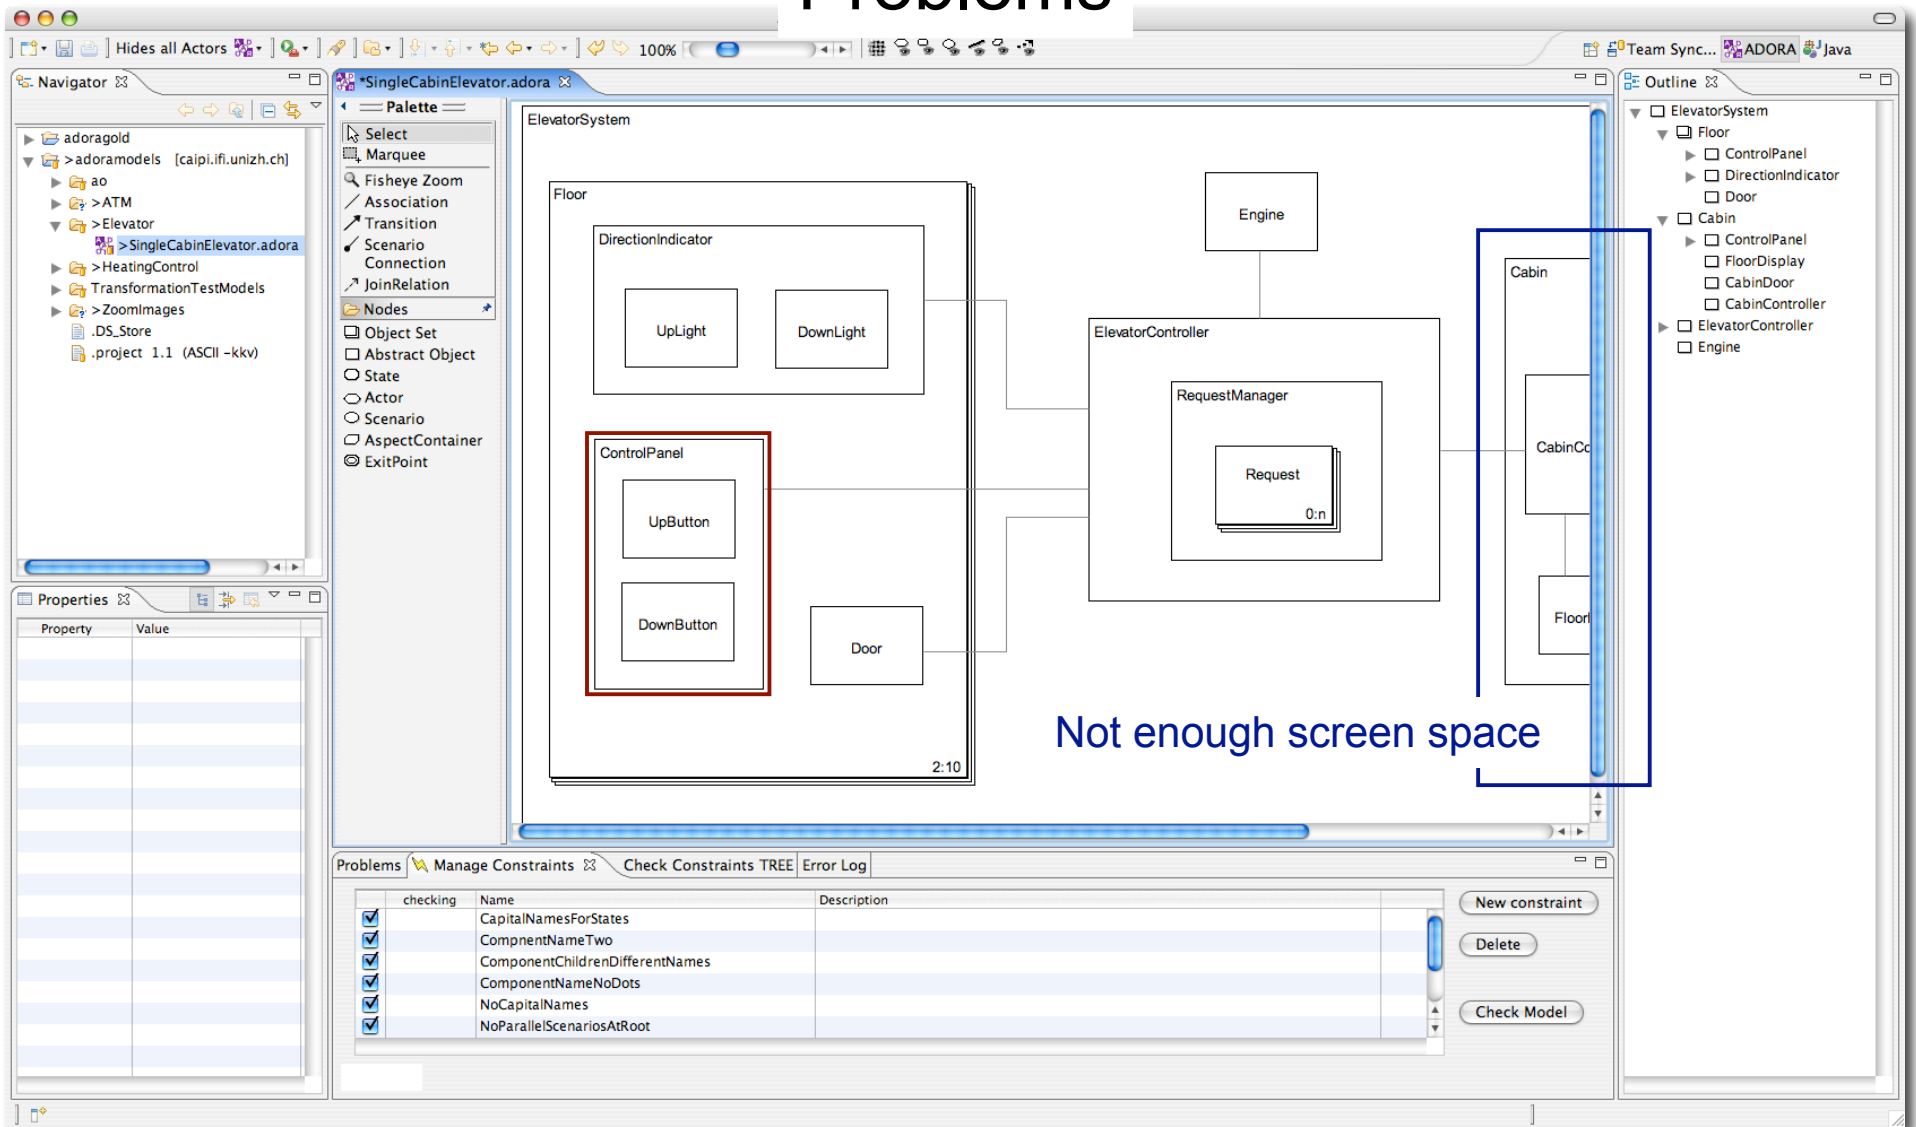 Problems
Hides all Actors
100%
Team Sync...
ADORA
Java
Navigator
adoragold
>adoramodels [caipi.ifi.unizh.ch]
ao
>ATM
>Elevator
>SingleCabinElevator.adora
>HeatingControl
TransformationTestModels
>ZoomImages
.DS_Store
.project 1.1 (ASCII -kkv)
Properties
Property Value
*SingleCabinElevator.adora
Palette
Select
Marquee
Fisheye Zoom
Association
Transition
Scenario
Connection
JoinRelation
Nodes
Object Set
Abstract Object
State
Actor
Scenario
AspectContainer
ExitPoint
ElevatorSystem
Floor
DirectionIndicator
UpLight
DownLight
ControlPanel
UpButton
DownButton
Door
2:10
Engine
ElevatorController
RequestManager
Request
0:n
Cabin
CabinCo
Floor
Not enough screen space
Outline
ElevatorSystem
Floor
ControlPanel
DirectionIndicator
Door
Cabin
ControlPanel
FloorDisplay
CabinDoor
CabinController
ElevatorController
Engine
Problems
Manage Constraints
Check Constraints TREE
Error Log
checking Name Description
CapitalNamesForStates
CompnentNameTwo
ComponentChildrenDifferentNames
ComponentNameNoDots
NoCapitalNames
NoParallelScenariosAtRoot
New constraint
Delete
Check Model